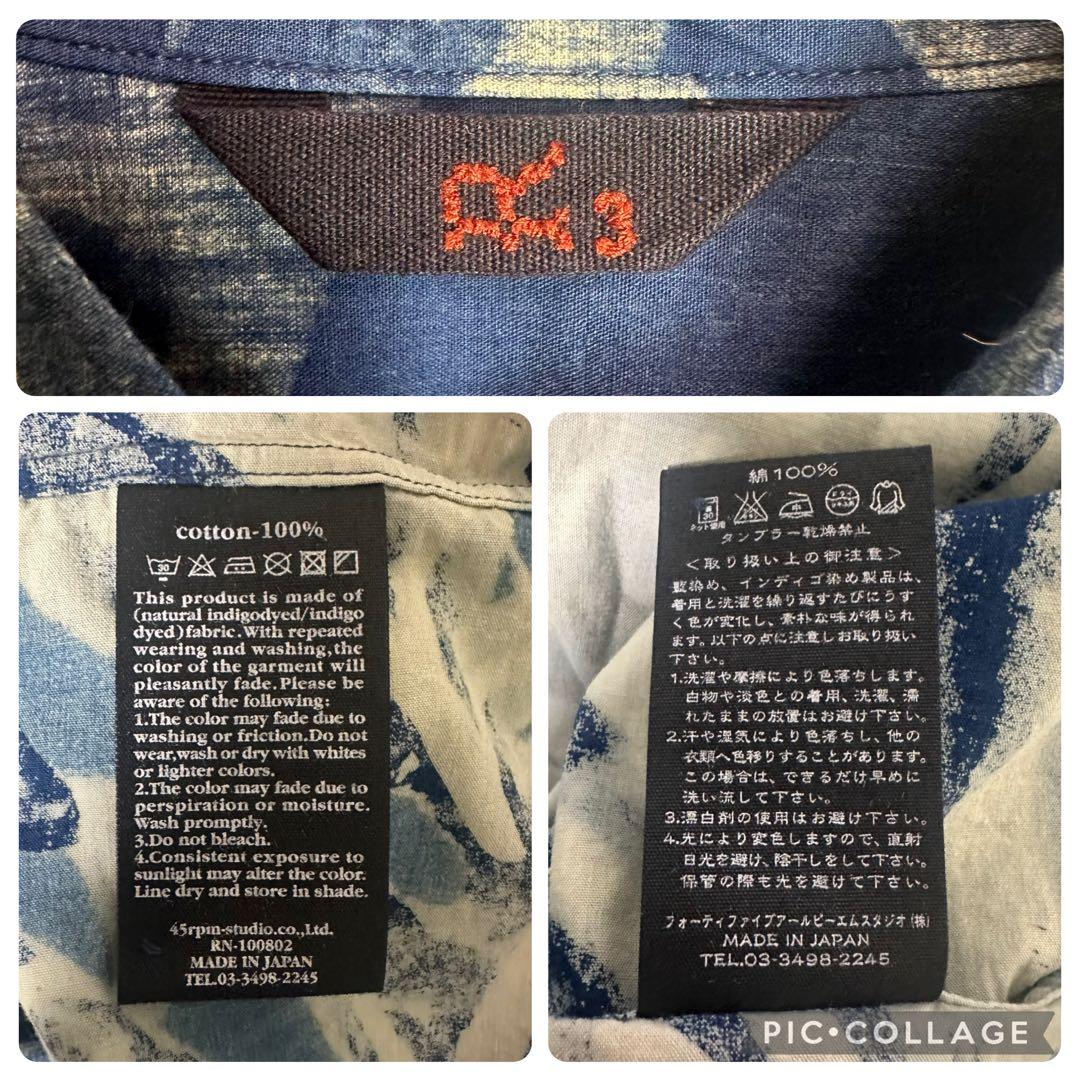 R 3
cotton-100%
30
This product is made of
(natural indigodyed/indigo
dyed)fabric.With repeated
wearing and washing,the
color of the garment will
pleasantly fade.Please be
aware of the following:
1.The color may fade due to
washing or friction.Do not
wear,wash or dry with whites
or lighter colors.
2.The color may fade due to
perspiration or moisture.
Wash promptly.
3.Do not bleach.
4.Consistent exposure to
sunlight may alter the color.
Line dry and store in shade.
45rpm-studio.co.,Ltd.
RN-100802
MADE IN JAPAN
TEL.03-3498-2245
綿100%
30 中 ドライ
ネット使用
タンブラー乾燥禁止
<取り扱い上の御注意>
藍染め、インディゴ染め製品は、
着用と洗濯を繰り返すたびにうす
く色が変化し、素朴な味が得られ
ます。以下の点に注意しお取り扱い
下さい。
1.洗濯や摩擦により色落ちします。
白物や淡色との着用、洗濯、濡
れたままの放置はお避け下さい。
2.汗や湿気により色落ちし、他の
衣類へ色移りすることがあります。
この場合は、できるだけ早めに
洗い流して下さい。
3.漂白剤の使用はお避け下さい。
4.光により変色しますので、直射
日光を避け、陰干しをして下さい。
保管の際も光を避けて下さい。
フォーティファイブアールピーエムスタジオ(株)
MADE IN JAPAN
TEL.03-3498-2245
PIC•COLLAGE